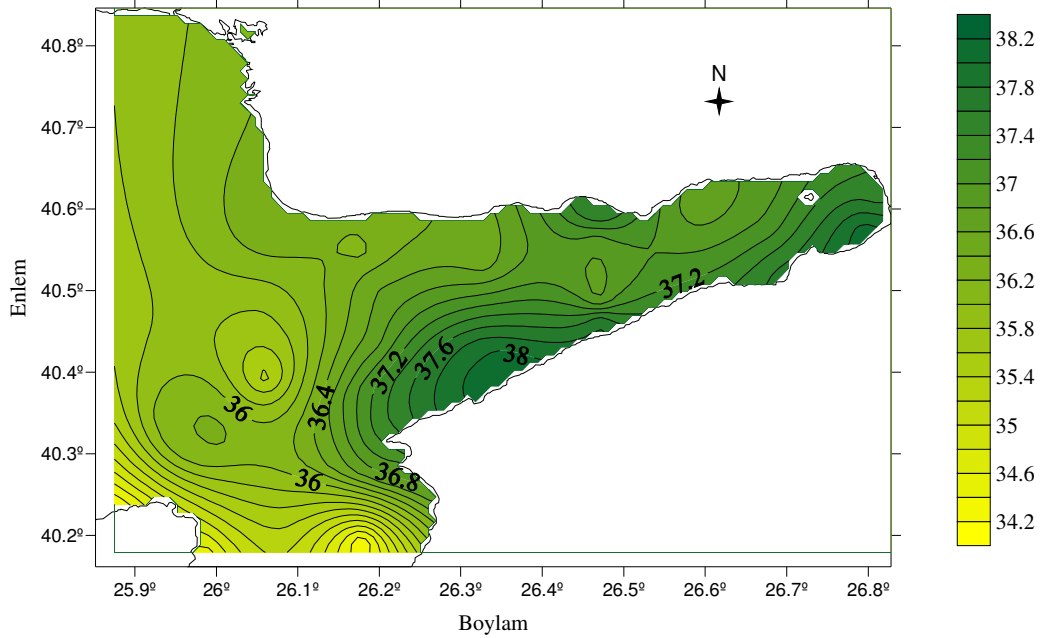 40.8º
40.7º
40.6º
40.5º
40.4º
40.3º
40.2º
Enlem
N
37.2
37.2
37.6
38
36.4
36
36
36.8
25.9º
26º
26.1º
26.2º
26.3º
26.4º
26.5º
26.6º
26.7º
26.8º
Boylam
38.2
37.8
37.4
37
36.6
36.2
35.8
35.4
35
34.6
34.2